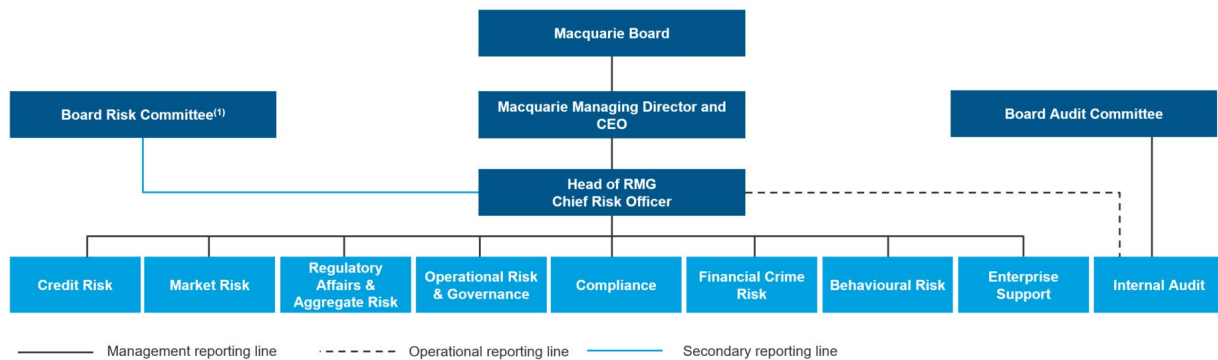 Macquarie Board
Board Risk Committee(1)
Macquarie Managing Director and
CEO
Board Audit Committee
Head of RMG
Chief Risk Officer
Credit Risk
Market Risk
Regulatory
Affairs &
Aggregate Risk
Operational Risk
& Governance
Compliance
Financial Crime
Risk
Behavioural Risk
Enterprise
Support
Internal Audit
Management reporting line
Operational reporting line
Secondary reporting line